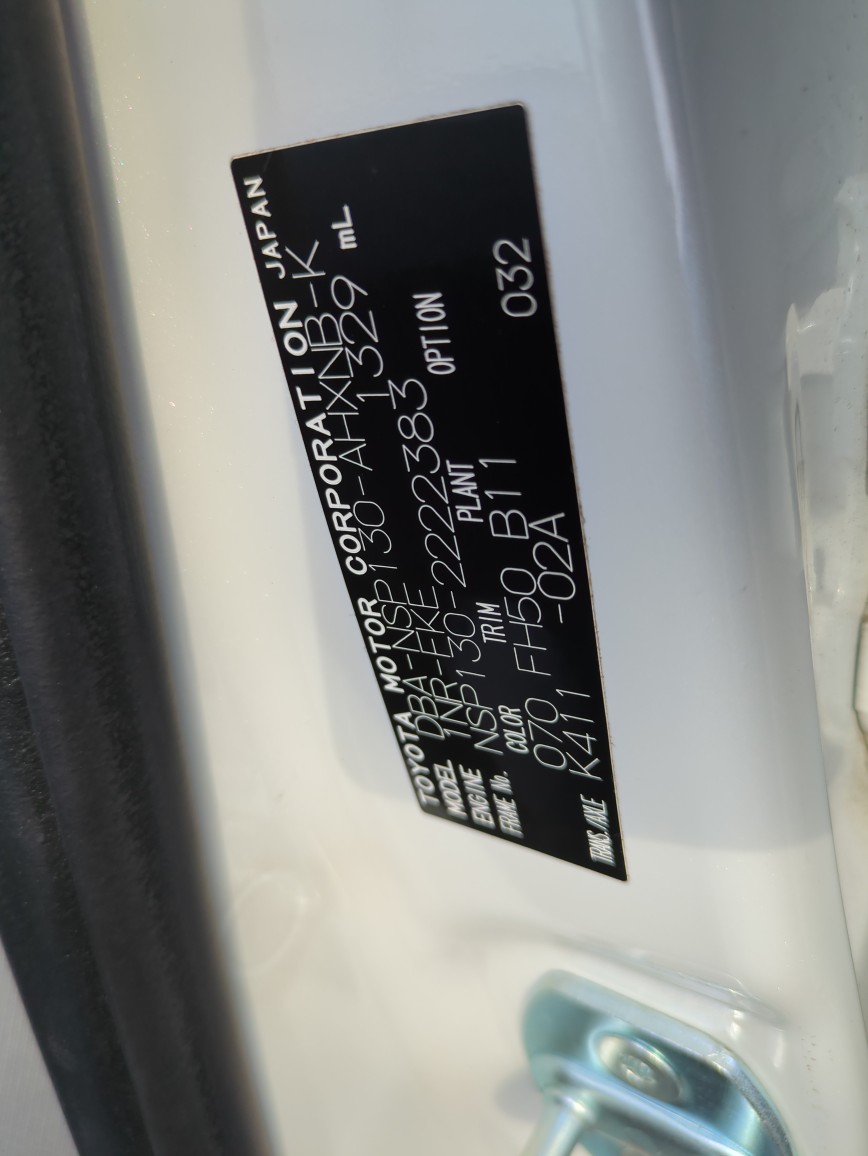 TOYOTA MOTOR CORPORATION JAPAN
MODEL DBA-NSP130-AHXNB-K
ENGINE 1NR-FKE 1329 mL
FRAME No. NSP130-2222383
COLOR TRIM PLANT OPTION
070 FH50 B11 032
TRANS./AXLE K411 -02A